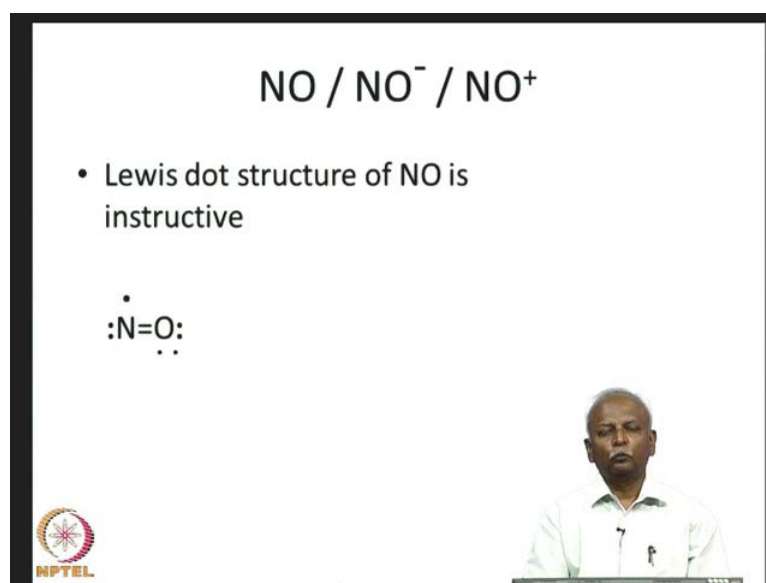 NO / NO⁻ / NO⁺
• Lewis dot structure of NO is
instructive
:N=O:
NPTEL